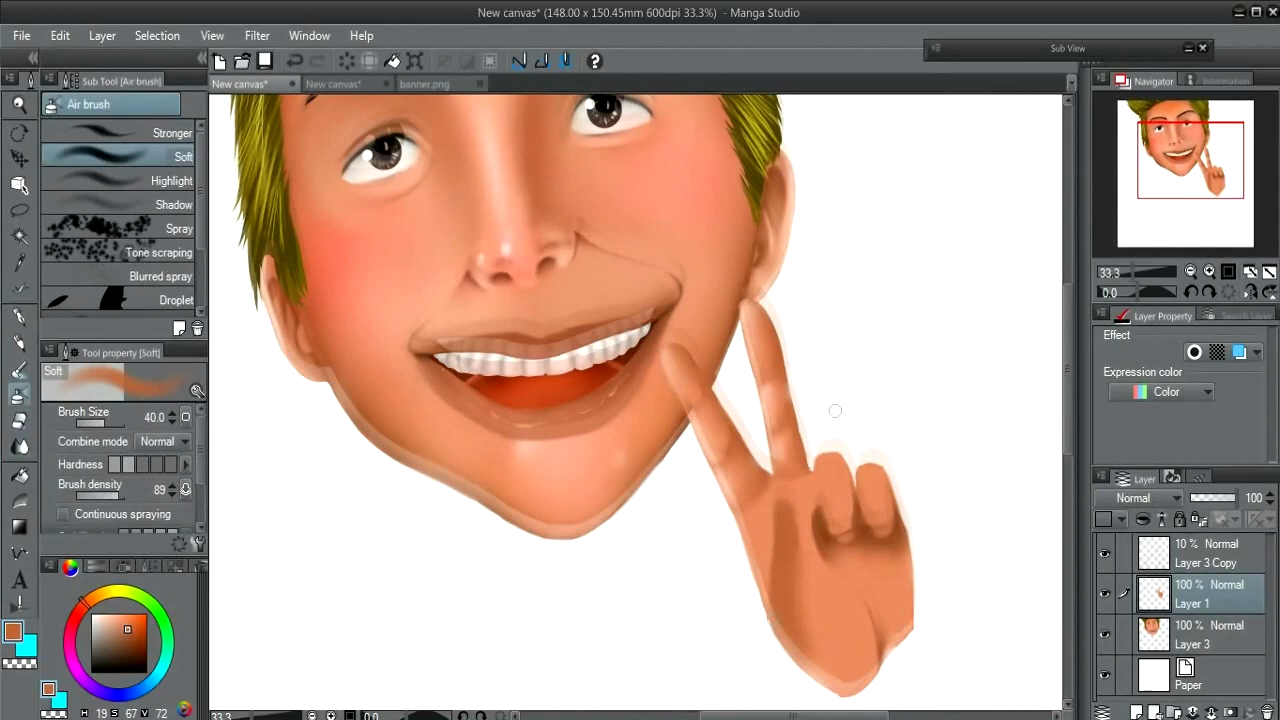 New canvas* (148.00 x 150.45mm 600dpi 33.3%) - Manga Studio
File Edit Layer Selection View Filter Window Help
Sub View
Sub Tool [Air brush]
New canvas* New canvas* banner.png
Navigator Information
Air brush
Stronger
Soft
Highlight
Shadow
Spray
Tone scraping
Blurred spray
Droplet
33.3
0.0
Layer Property Search Layer
Effect
Expression color
Color
Tool property [Soft]
Soft
Brush Size 40.0
Combine mode Normal
Hardness
Brush density 89
Continuous spraying
Layer
Normal 100
10 % Normal
Layer 3 Copy
100 % Normal
Layer 1
100 % Normal
Layer 3
Paper
A
H 19 S 67 V 72
33.3 0.0